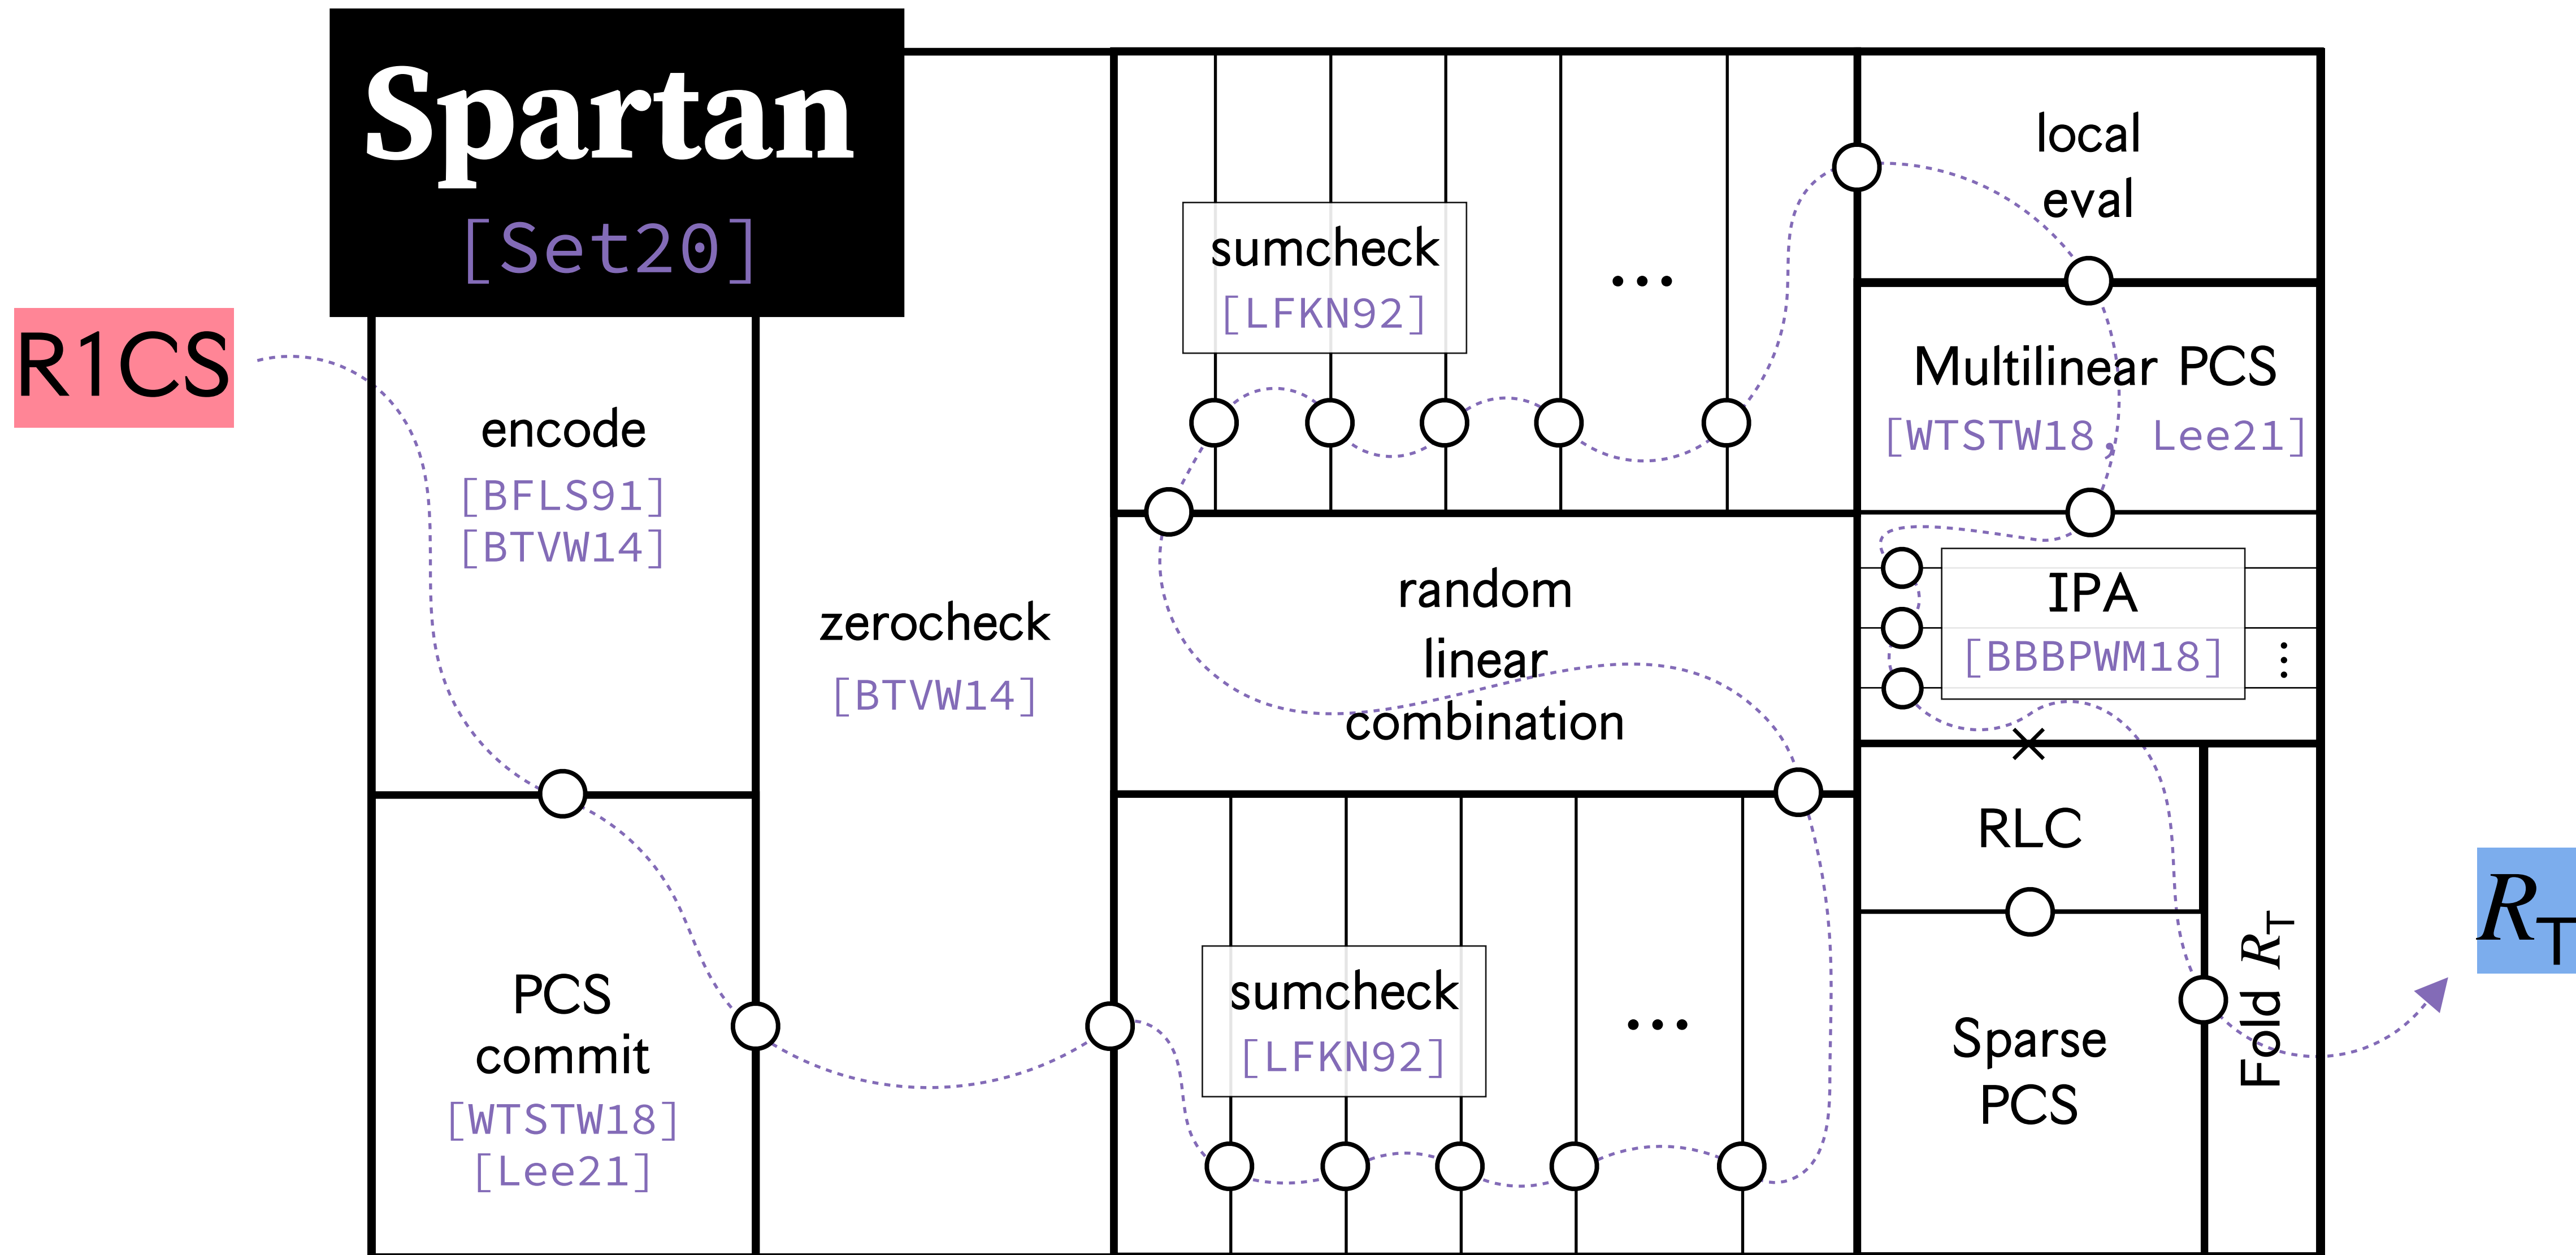 Spartan
[Set20]
R1CS
encode
[BFLS91]
[BTVW14]
PCS
commit
[WTSTW18]
[Lee21]
zerocheck
[BTVW14]
sumcheck
[LFKN92]
...
random
linear
combination
sumcheck
[LFKN92]
...
local
eval
Multilinear PCS
[WTSTW18, Lee21]
IPA
[BBBPWM18]
⋮
RLC
Sparse
PCS
Fold R_T
R_T